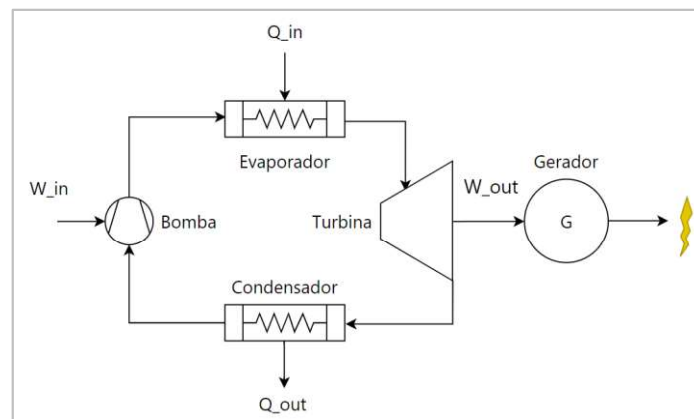 Q_in
Evaporador
Gerador
W_in
W_out
Bomba
Turbina
G
Condensador
Q_out